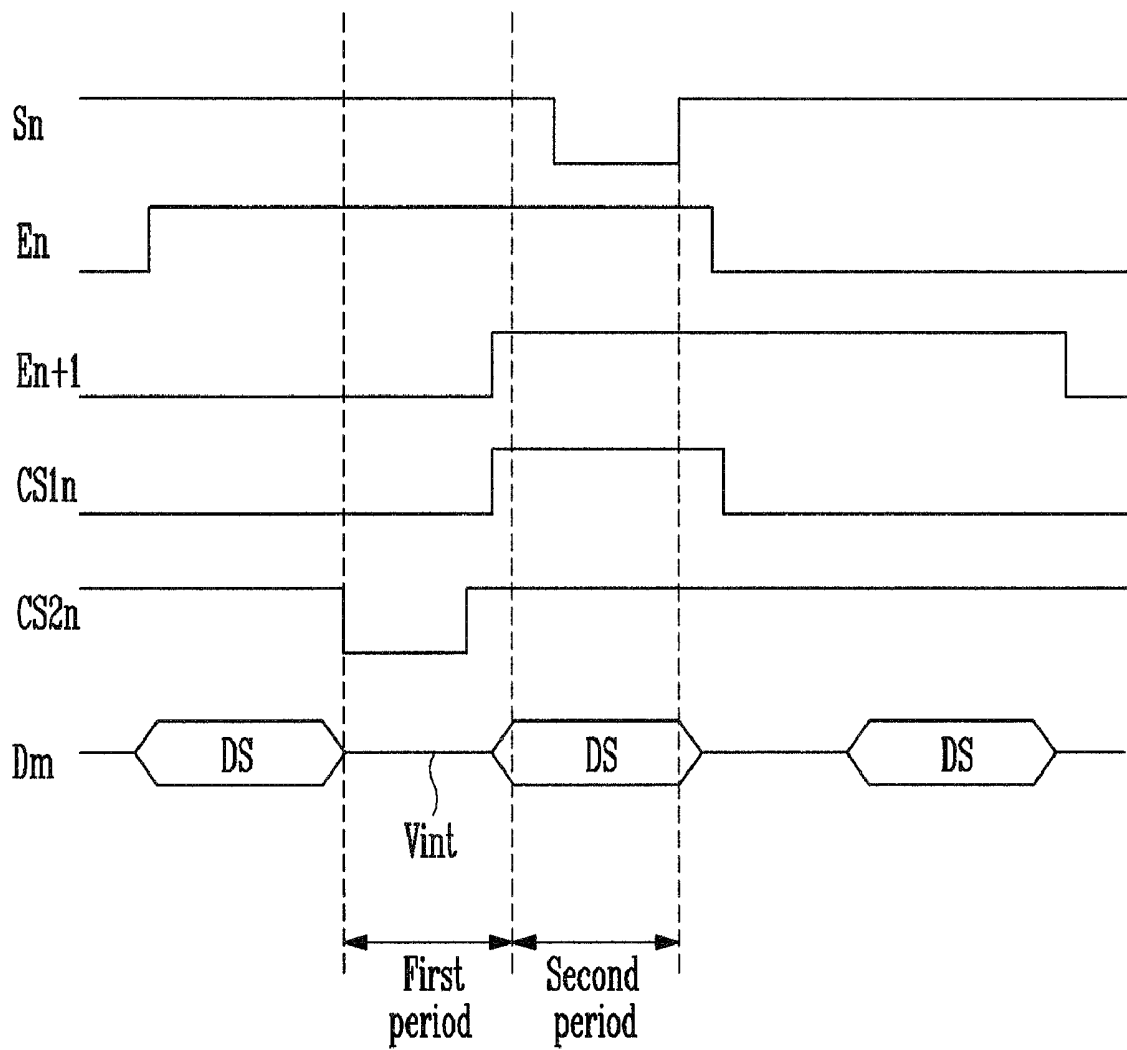 Sn
En
En+1
CS1n
CS2n
Dm
DS
DS
DS
Vint
First
period
Second
period